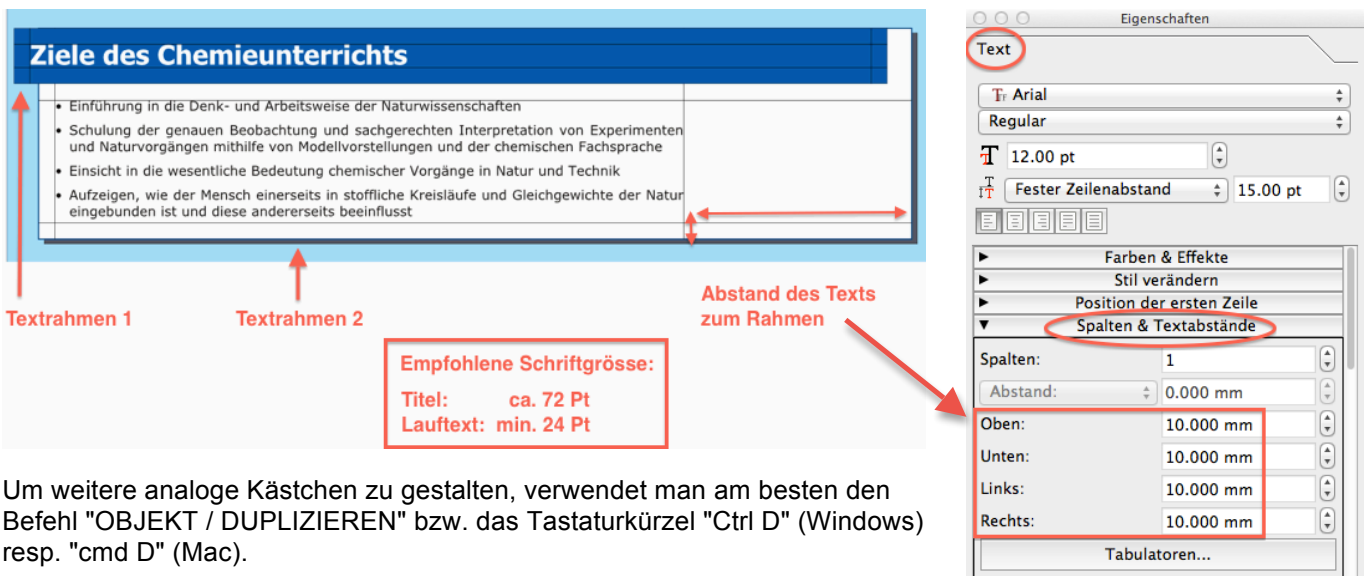 Ziele des Chemieunterrichts
• Einführung in die Denk- und Arbeitsweise der Naturwissenschaften
• Schulung der genauen Beobachtung und sachgerechten Interpretation von Experimenten
und Naturvorgängen mithilfe von Modellvorstellungen und der chemischen Fachsprache
• Einsicht in die wesentliche Bedeutung chemischer Vorgänge in Natur und Technik
• Aufzeigen, wie der Mensch einerseits in stoffliche Kreisläufe und Gleichgewichte der Natur
eingebunden ist und diese andererseits beeinflusst
Textrahmen 1
Textrahmen 2
Abstand des Texts
zum Rahmen
Empfohlene Schriftgrösse:
Titel: ca. 72 Pt
Lauftext: min. 24 Pt
Um weitere analoge Kästchen zu gestalten, verwendet man am besten den
Befehl "OBJEKT / DUPLIZIEREN" bzw. das Tastaturkürzel "Ctrl D" (Windows)
resp. "cmd D" (Mac).
Eigenschaften
Text
Arial
Regular
12.00 pt
Fester Zeilenabstand 15.00 pt
Farben & Effekte
Stil verändern
Position der ersten Zeile
Spalten & Textabstände
Spalten: 1
Abstand: 0.000 mm
Oben: 10.000 mm
Unten: 10.000 mm
Links: 10.000 mm
Rechts: 10.000 mm
Tabulatoren...